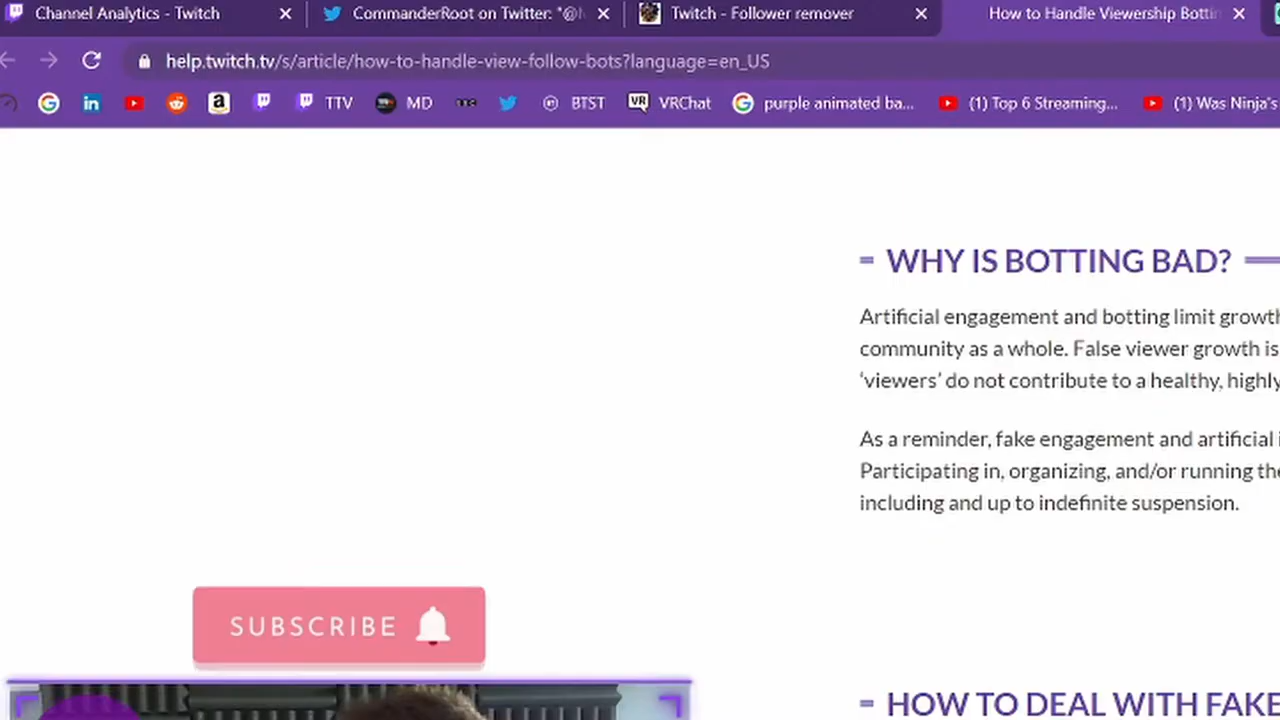 Channel Analytics - Twitch
CommanderRoot on Twitter: "@
Twitch - Follower remover
How to Handle Viewership Bottin
help.twitch.tv/s/article/how-to-handle-view-follow-bots?language=en_US
TTV
MD
BTST
VRChat
purple animated ba...
(1) Top 6 Streaming...
(1) Was Ninja's
WHY IS BOTTING BAD?
Artificial engagement and botting limit growth
community as a whole. False viewer growth is
'viewers' do not contribute to a healthy, highly
As a reminder, fake engagement and artificial
Participating in, organizing, and/or running the
including and up to indefinite suspension.
SUBSCRIBE
HOW TO DEAL WITH FAKE